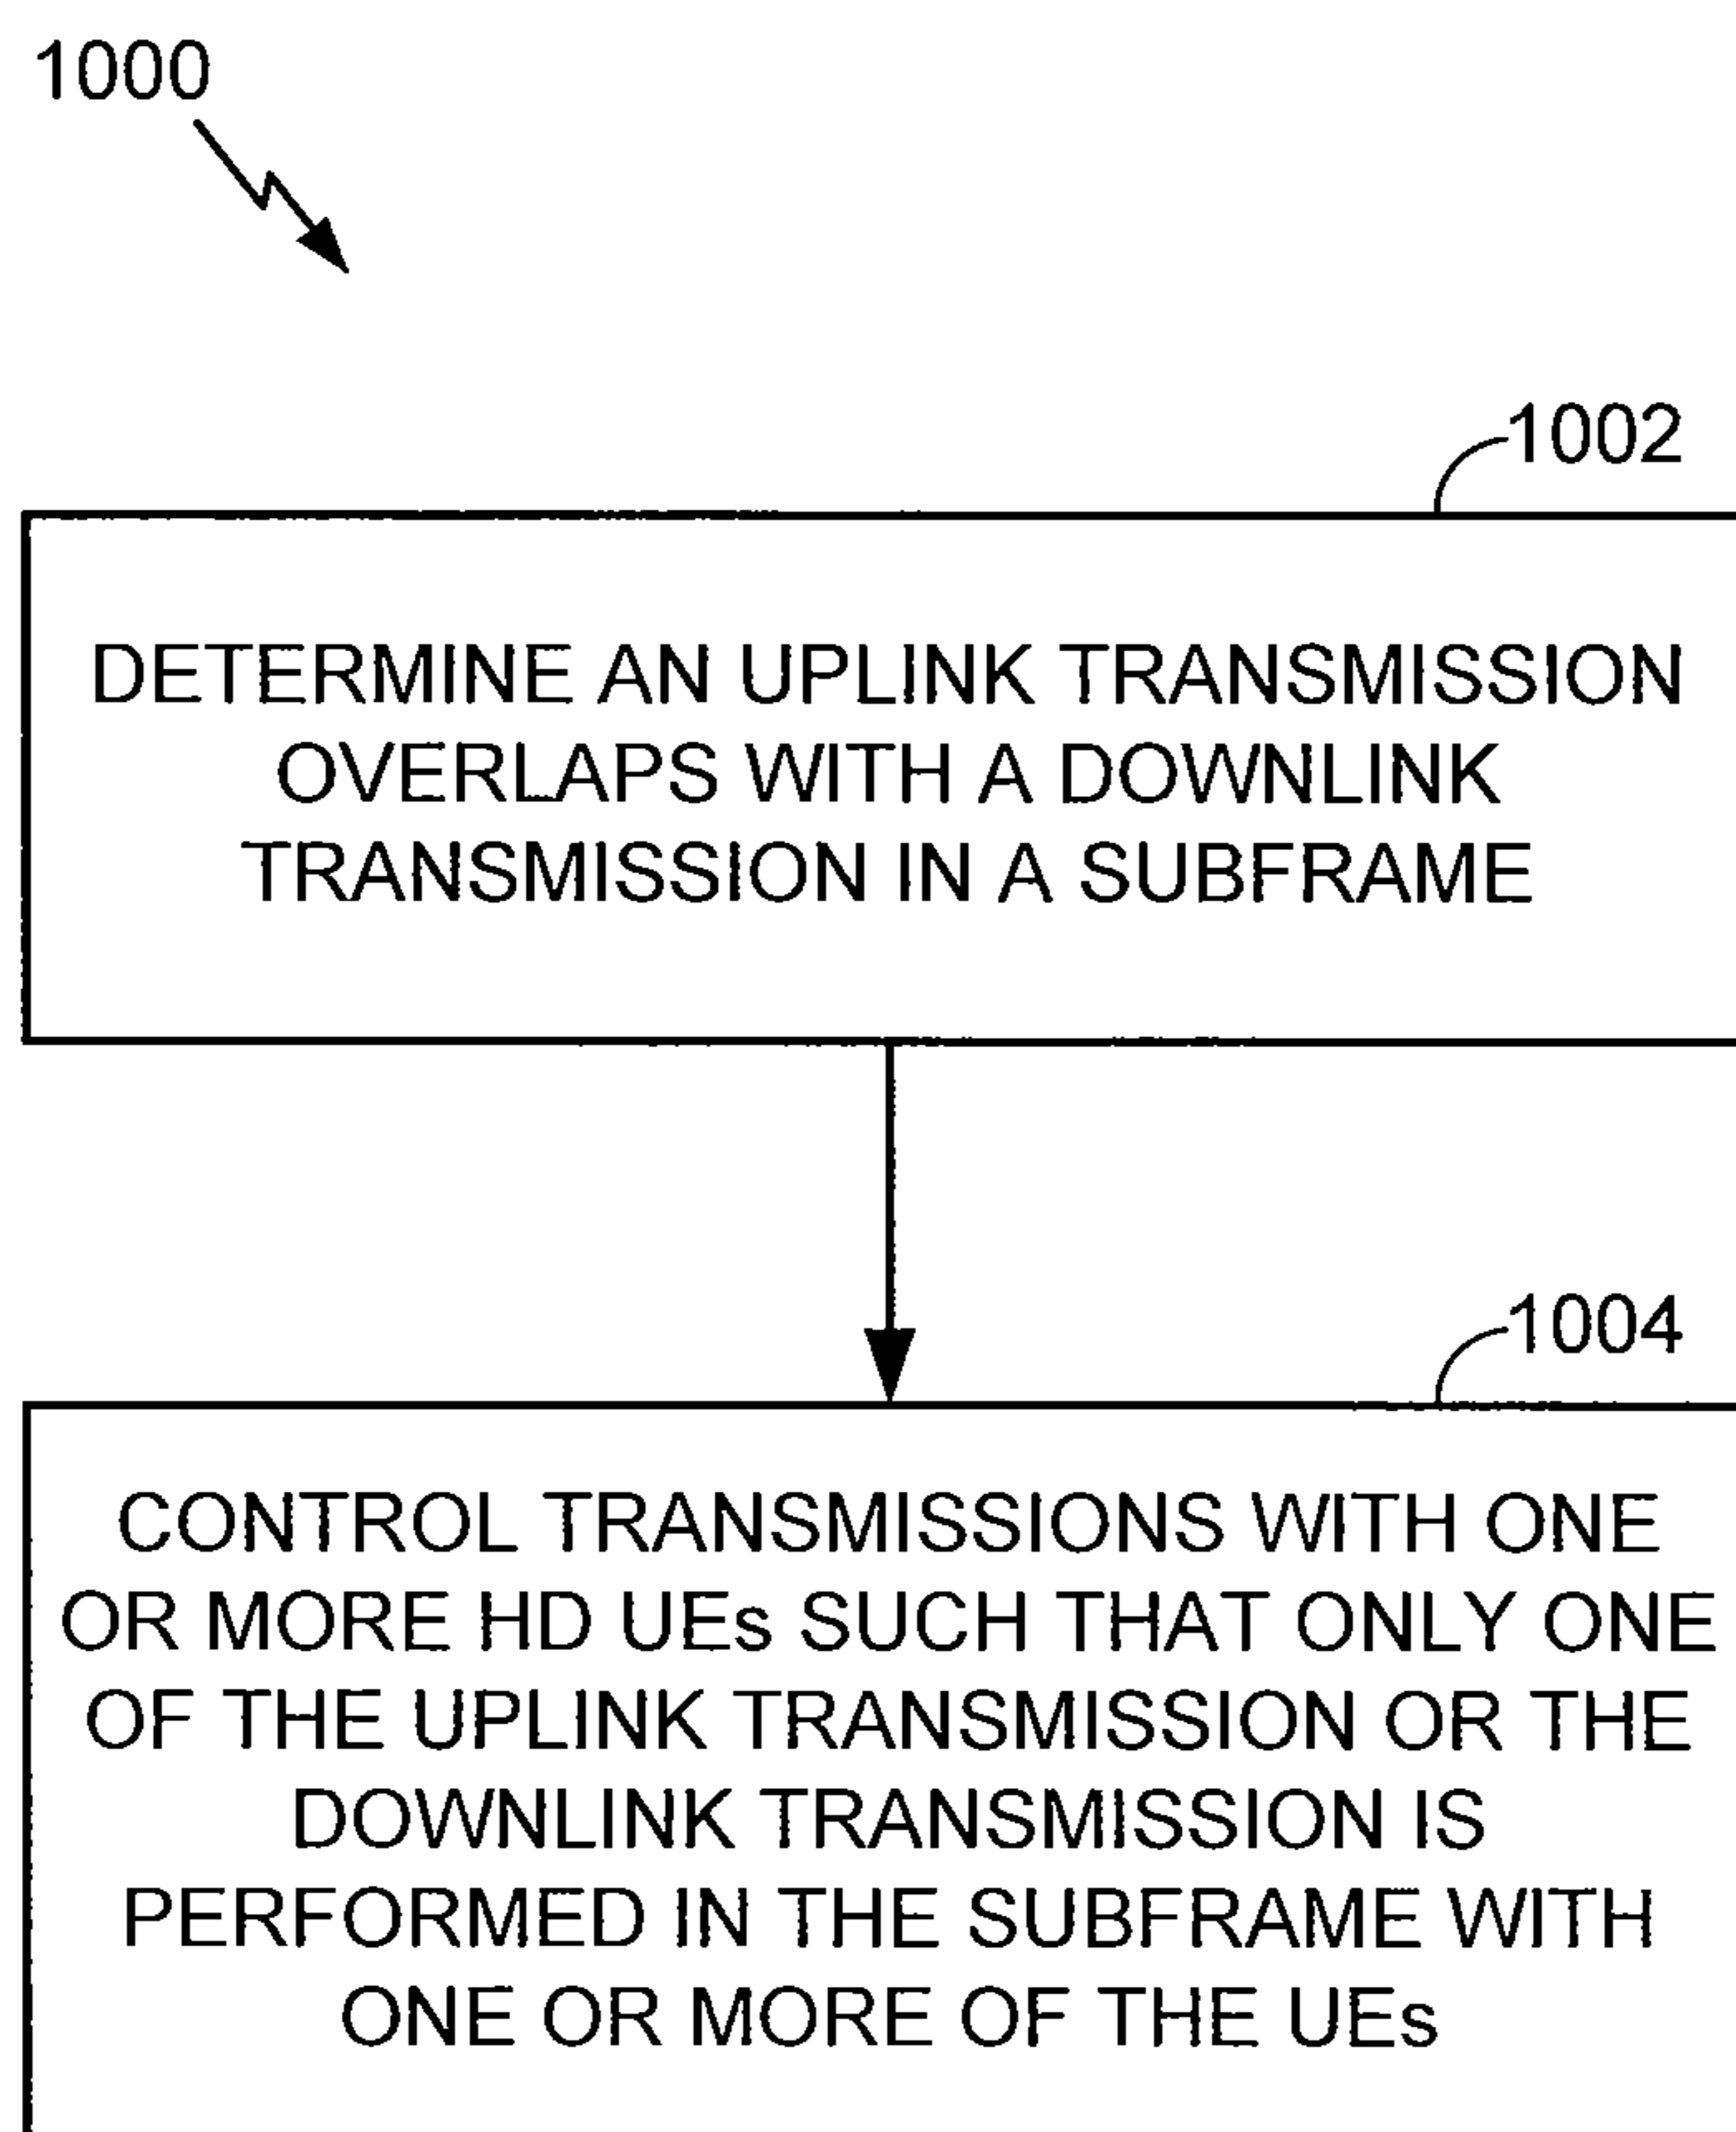 1000
1002
DETERMINE AN UPLINK TRANSMISSION
OVERLAPS WITH A DOWNLINK
TRANSMISSION IN A SUBFRAME
1004
CONTROL TRANSMISSIONS WITH ONE
OR MORE HD UEs SUCH THAT ONLY ONE
OF THE UPLINK TRANSMISSION OR THE
DOWNLINK TRANSMISSION IS
PERFORMED IN THE SUBFRAME WITH
ONE OR MORE OF THE UEs